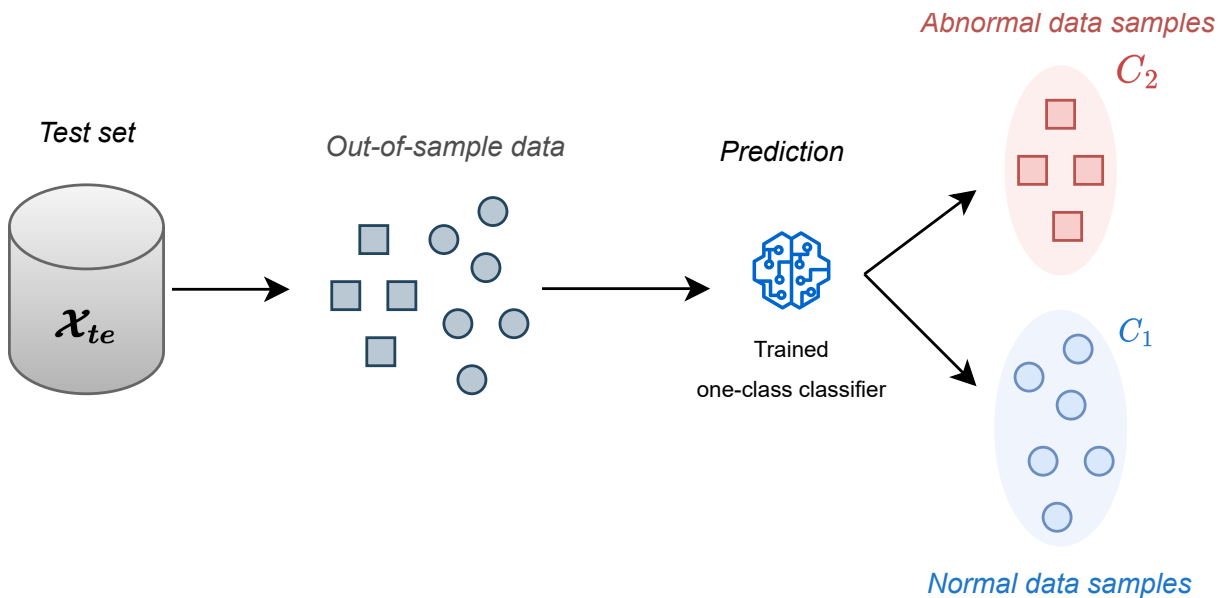 Test set
𝓧te
Out-of-sample data
Prediction
Trained
one-class classifier
Abnormal data samples
C2
C1
Normal data samples